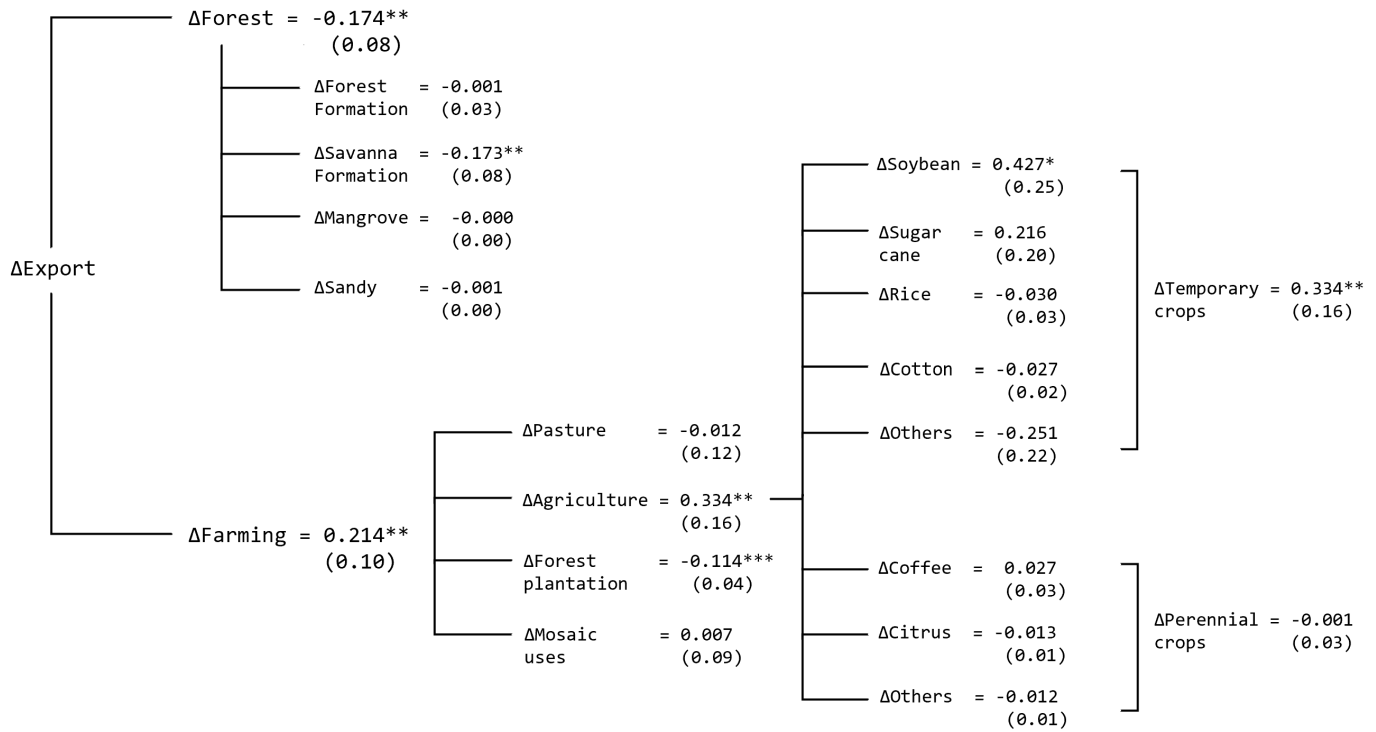 ΔExport
ΔForest = -0.174**
(0.08)
ΔForest = -0.001
Formation (0.03)
ΔSavanna = -0.173**
Formation (0.08)
ΔMangrove = -0.000
(0.00)
ΔSandy = -0.001
(0.00)
ΔFarming = 0.214**
(0.10)
ΔPasture = -0.012
(0.12)
ΔAgriculture = 0.334**
(0.16)
ΔForest = -0.114***
plantation (0.04)
ΔMosaic = 0.007
uses (0.09)
ΔSoybean = 0.427*
(0.25)
ΔSugar = 0.216
cane (0.20)
ΔRice = -0.030
(0.03)
ΔCotton = -0.027
(0.02)
ΔOthers = -0.251
(0.22)
ΔTemporary = 0.334**
crops (0.16)
ΔCoffee = 0.027
(0.03)
ΔCitrus = -0.013
(0.01)
ΔOthers = -0.012
(0.01)
ΔPerennial = -0.001
crops (0.03)